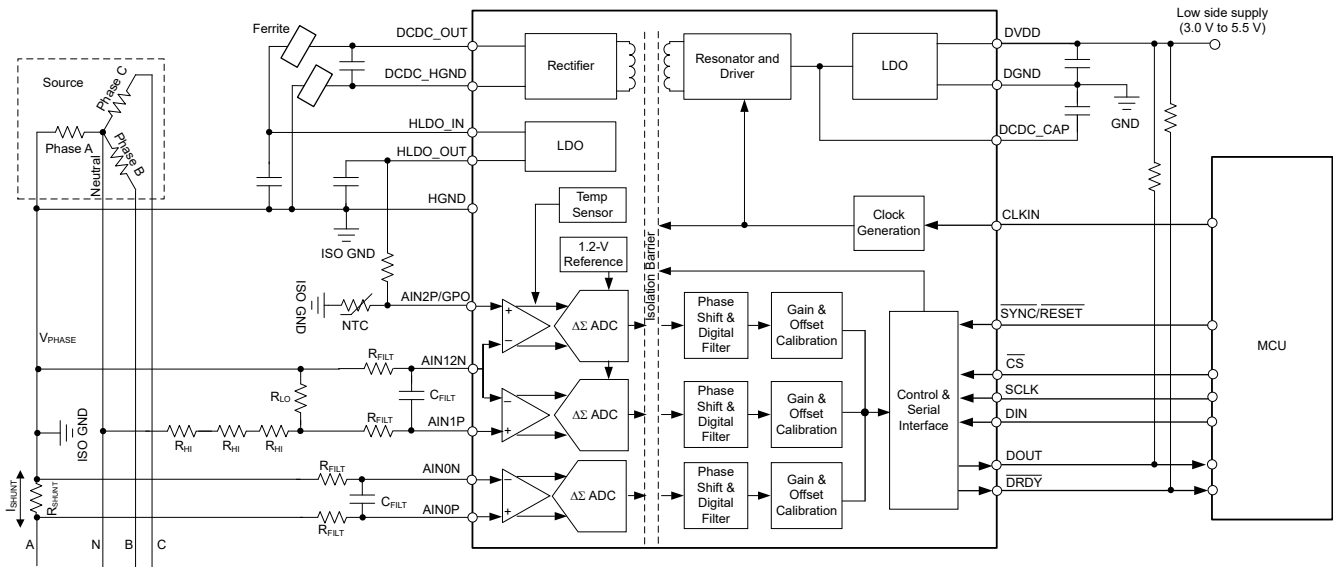 Low side supply
(3.0 V to 5.5 V)
Ferrite
DCDC_OUT
DVDD
Source
Phase C
Rectifier
Resonator and
Driver
LDO
DCDC_HGND
DGND
GND
Phase A
Phase B
Neutral
HLDO_IN
DCDC_CAP
HLDO_OUT
LDO
HGND
Temp
Sensor
Clock
Generation
CLKIN
ISO GND
1.2-V
Reference
Isolation Barrier
ISO GND
NTC
AIN2P/GPO
+
−
ΔΣ ADC
Phase
Shift &
Digital
Filter
Gain &
Offset
Calibration
SYNC/RESET
MCU
VPHASE
RFILT
AIN12N
CS
RLO
CFILT
−
+
ΔΣ ADC
Phase
Shift &
Digital
Filter
Gain &
Offset
Calibration
Control &
Serial
Interface
SCLK
DIN
ISO GND
RHI
RHI
RHI
RFILT
AIN1P
DOUT
ISHUNT
RSHUNT
RFILT
AIN0N
CFILT
−
+
ΔΣ ADC
Phase
Shift &
Digital
Filter
Gain &
Offset
Calibration
DRDY
RFILT
AIN0P
A
N
B
C